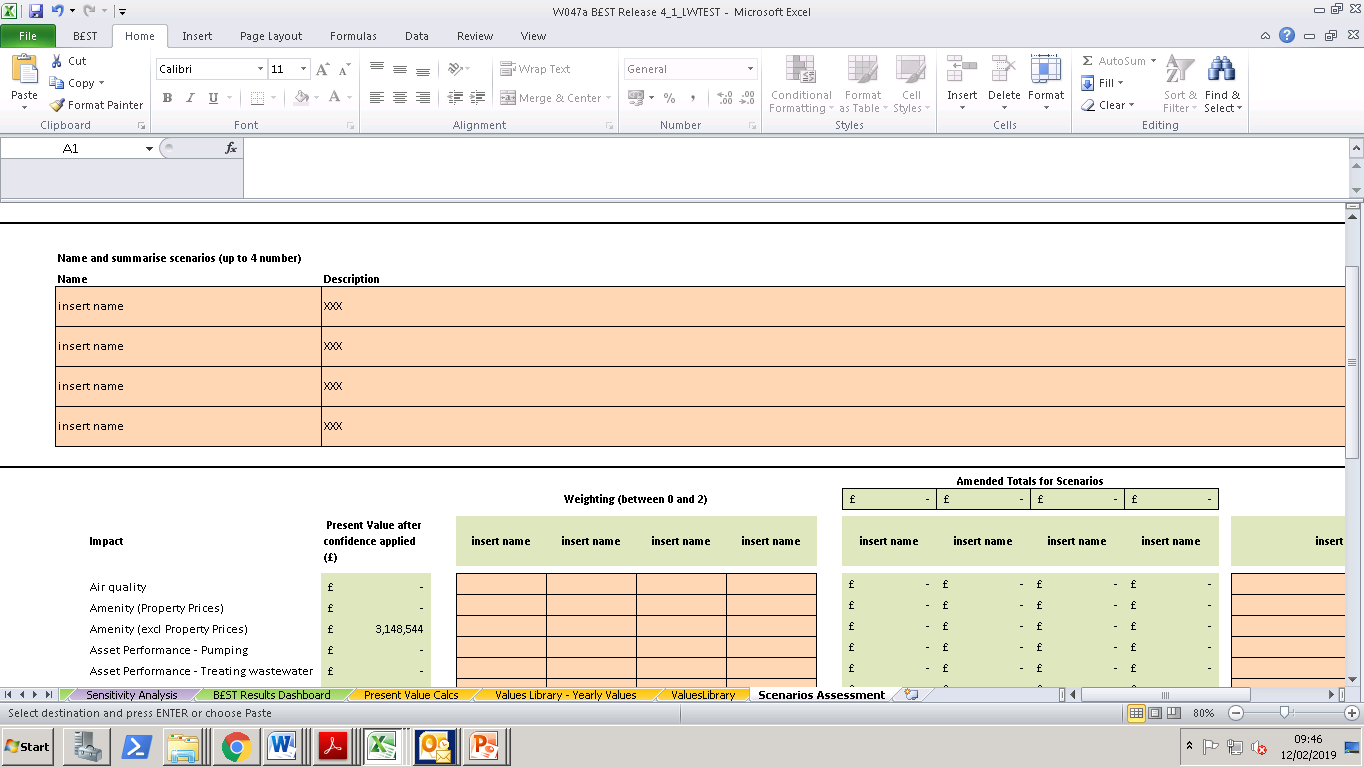 W047a B£ST Release 4_1_LWTEST - Microsoft Excel
File B£ST Home Insert Page Layout Formulas Data Review View
Paste Cut Copy Format Painter
Calibri 11
B I U A
Wrap Text
Merge & Center
General
% ,
Conditional Formatting
Format as Table
Cell Styles
Insert Delete Format
Σ AutoSum
Fill
Clear
Sort & Filter
Find & Select
Clipboard Font Alignment Number Styles Cells Editing
A1 fx
Name and summarise scenarios (up to 4 number)
Name Description
insert name XXX
insert name XXX
insert name XXX
insert name XXX
Amended Totals for Scenarios
Weighting (between 0 and 2) £ - £ - £ - £ -
Present Value after
Impact confidence applied insert name insert name insert name insert name insert name insert name insert name insert name insert
(£)
Air quality £ - £ - £ - £ - £ -
Amenity (Property Prices) £ - £ - £ - £ - £ -
Amenity (excl Property Prices) £ 3,148,544 £ - £ - £ - £ -
Asset Performance - Pumping £ - £ - £ - £ - £ -
Asset Performance - Treating wastewater £ - £ - £ - £ - £ -
Sensitivity Analysis B£ST Results Dashboard Present Value Calcs Values Library - Yearly Values ValuesLibrary Scenarios Assessment
Select destination and press ENTER or choose Paste 80%
Start 09:46
12/02/2019